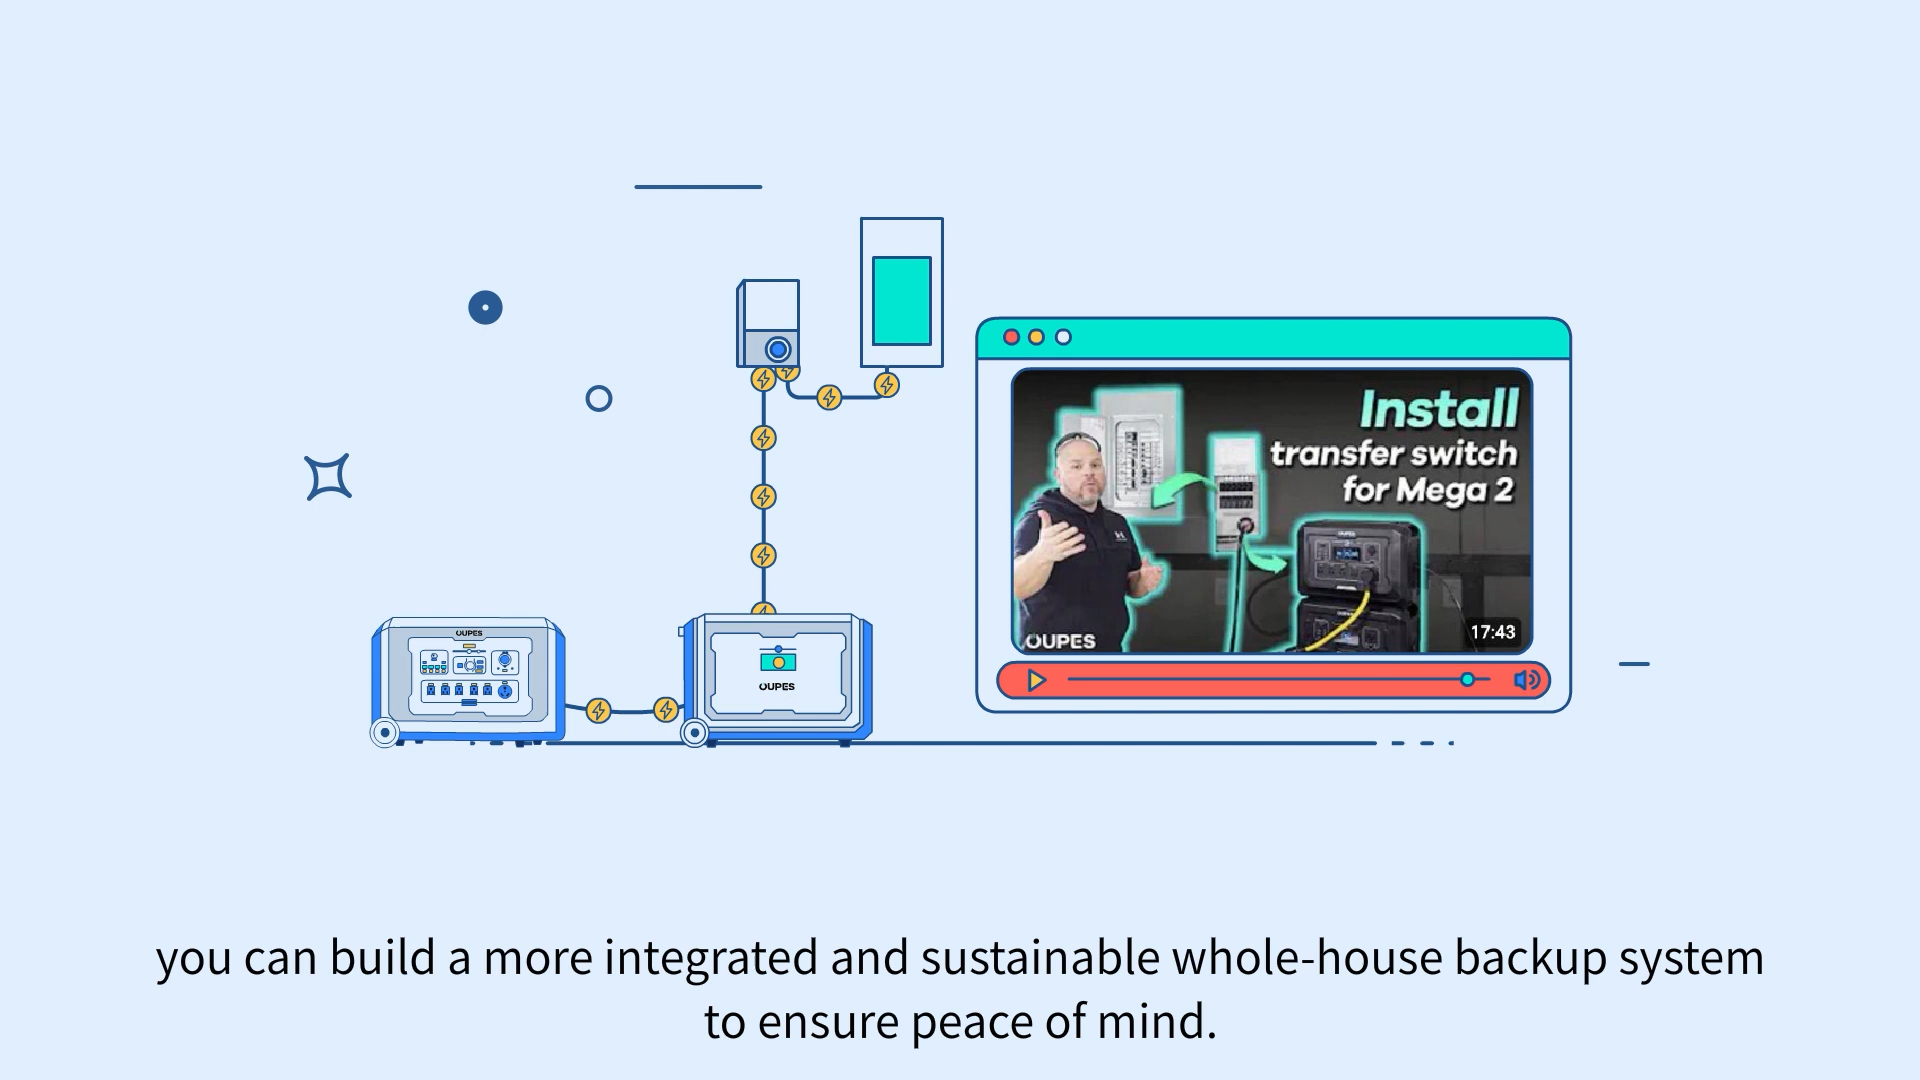 Install
transfer switch
for Mega 2
OUPES
17:43
OUPES
OUPES
OUPES
you can build a more integrated and sustainable whole-house backup system
to ensure peace of mind.